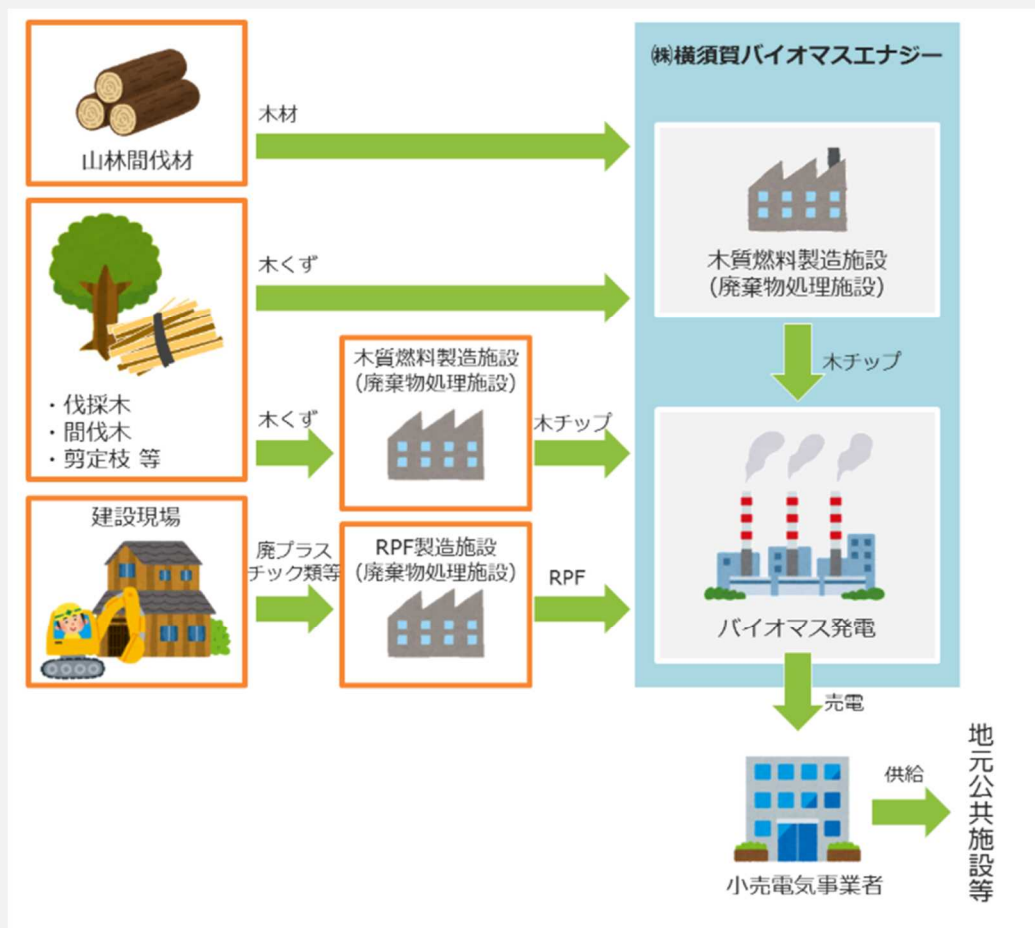 ㈱横須賀バイオマスエナジー
山林間伐材
木材
木質燃料製造施設
(廃棄物処理施設)
木くず
・伐採木
・間伐木
・剪定枝 等
木くず
木質燃料製造施設
(廃棄物処理施設)
木チップ
木チップ
建設現場
廃プラス
チック類等
RPF製造施設
(廃棄物処理施設)
RPF
バイオマス発電
売電
小売電気事業者
供給
地元公共施設等